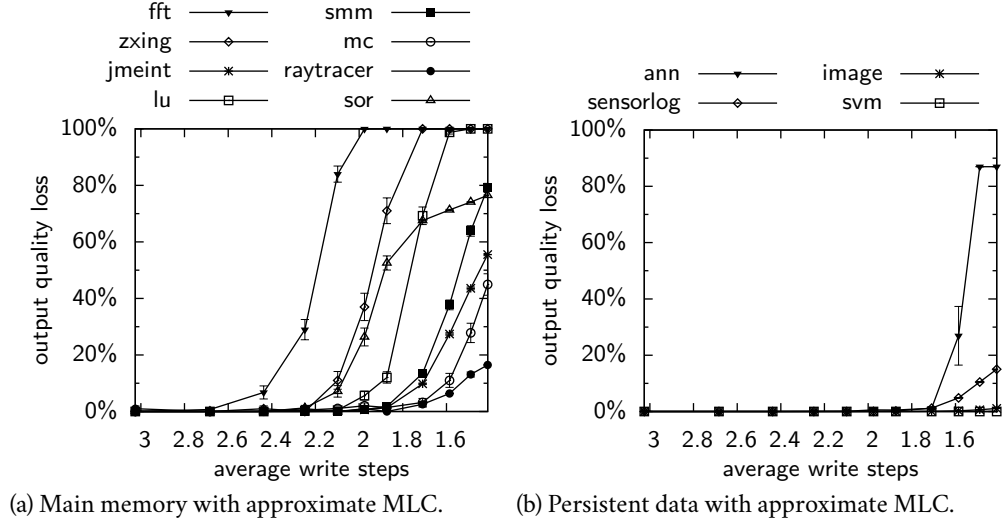 fft
zxing
jmeint
lu
smm
mc
raytracer
sor
100%
80%
60%
40%
20%
0%
output quality loss
3 2.8 2.6 2.4 2.2 2 1.8 1.6
average write steps
(a) Main memory with approximate MLC.
ann
sensorlog
image
svm
100%
80%
60%
40%
20%
0%
output quality loss
3 2.8 2.6 2.4 2.2 2 1.8 1.6
average write steps
(b) Persistent data with approximate MLC.